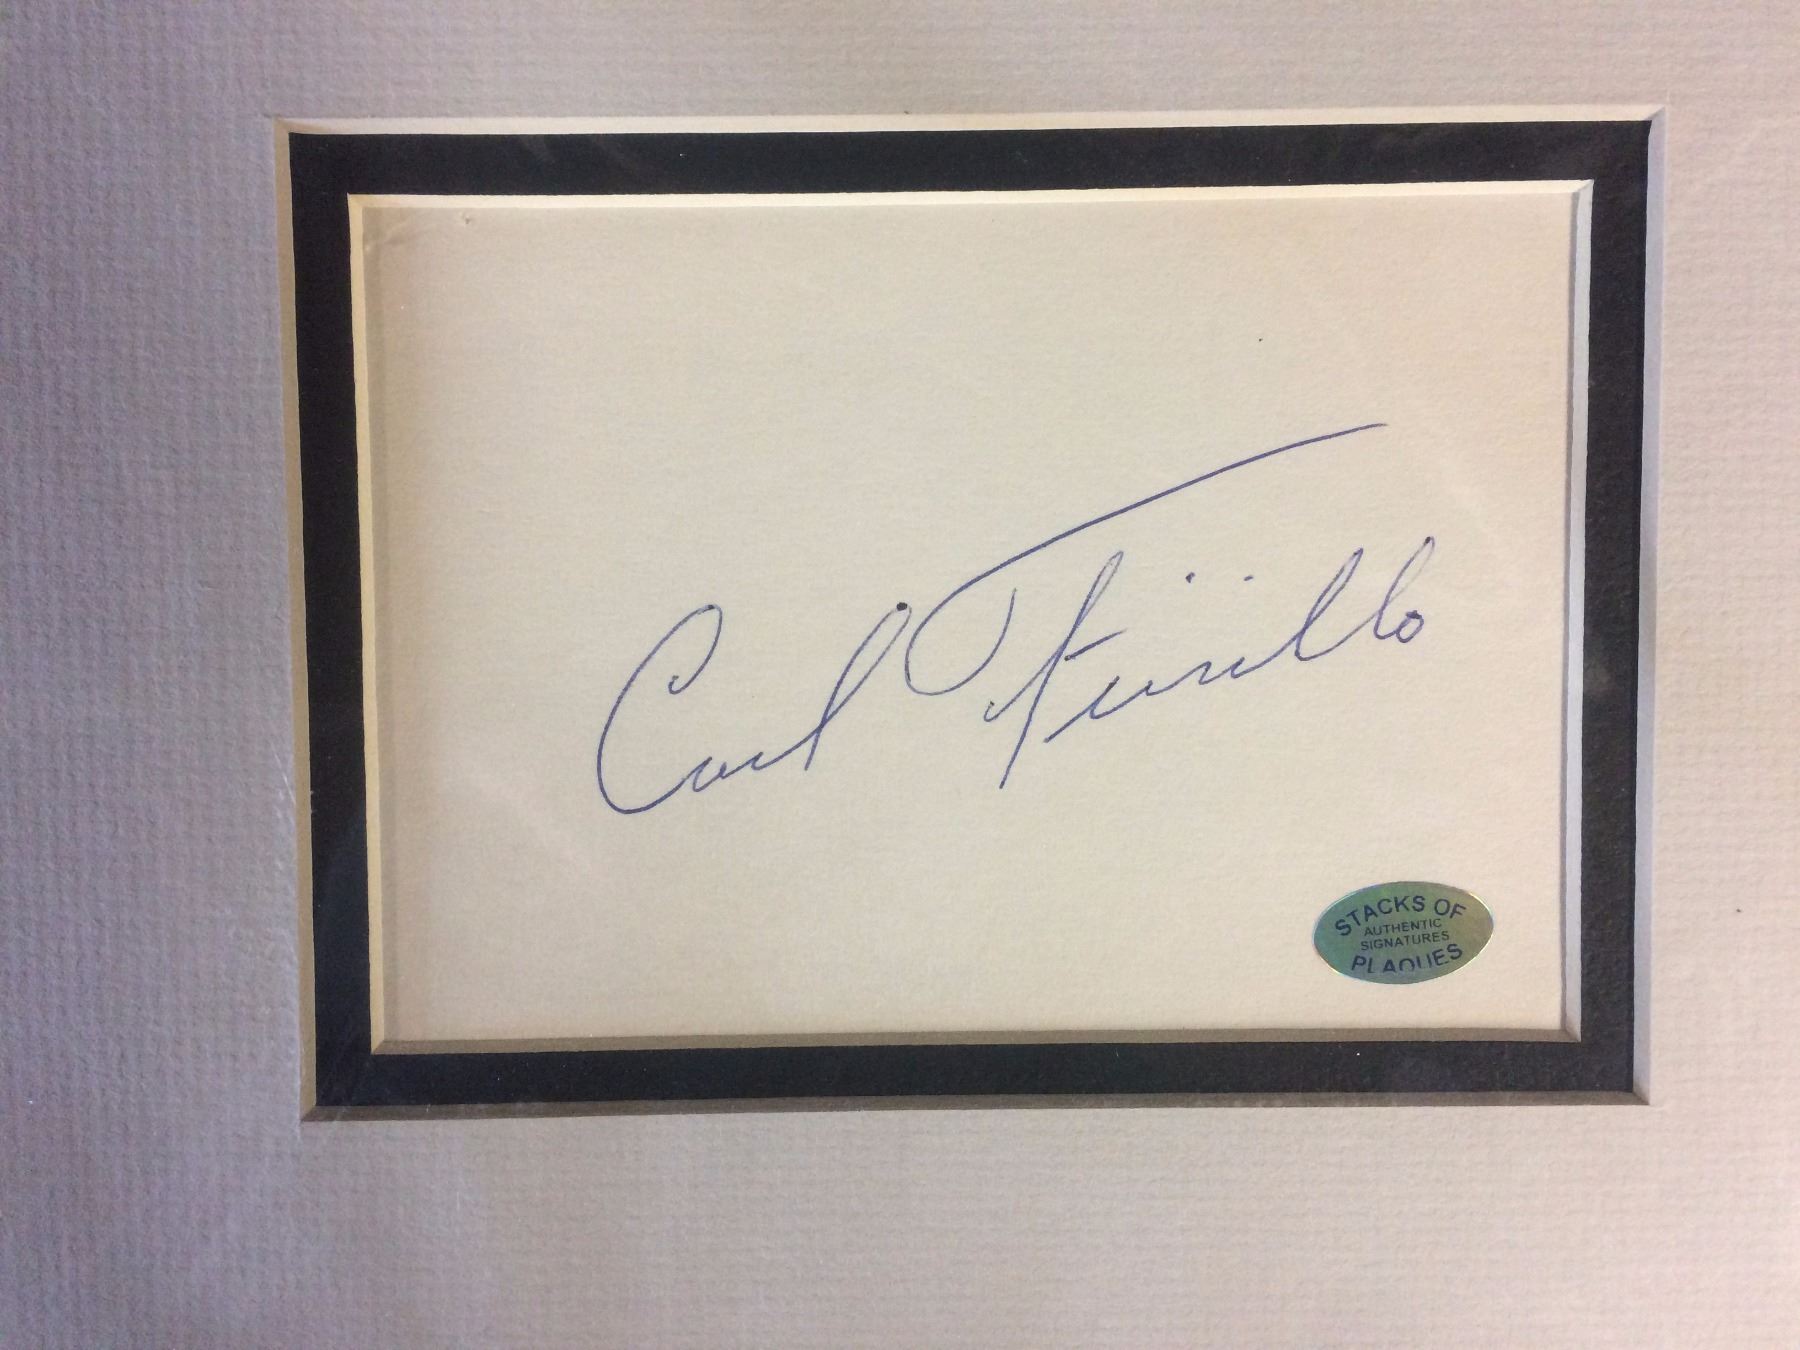 Carl Furillo
STACKS OF
AUTHENTIC
SIGNATURES
PLAQUES